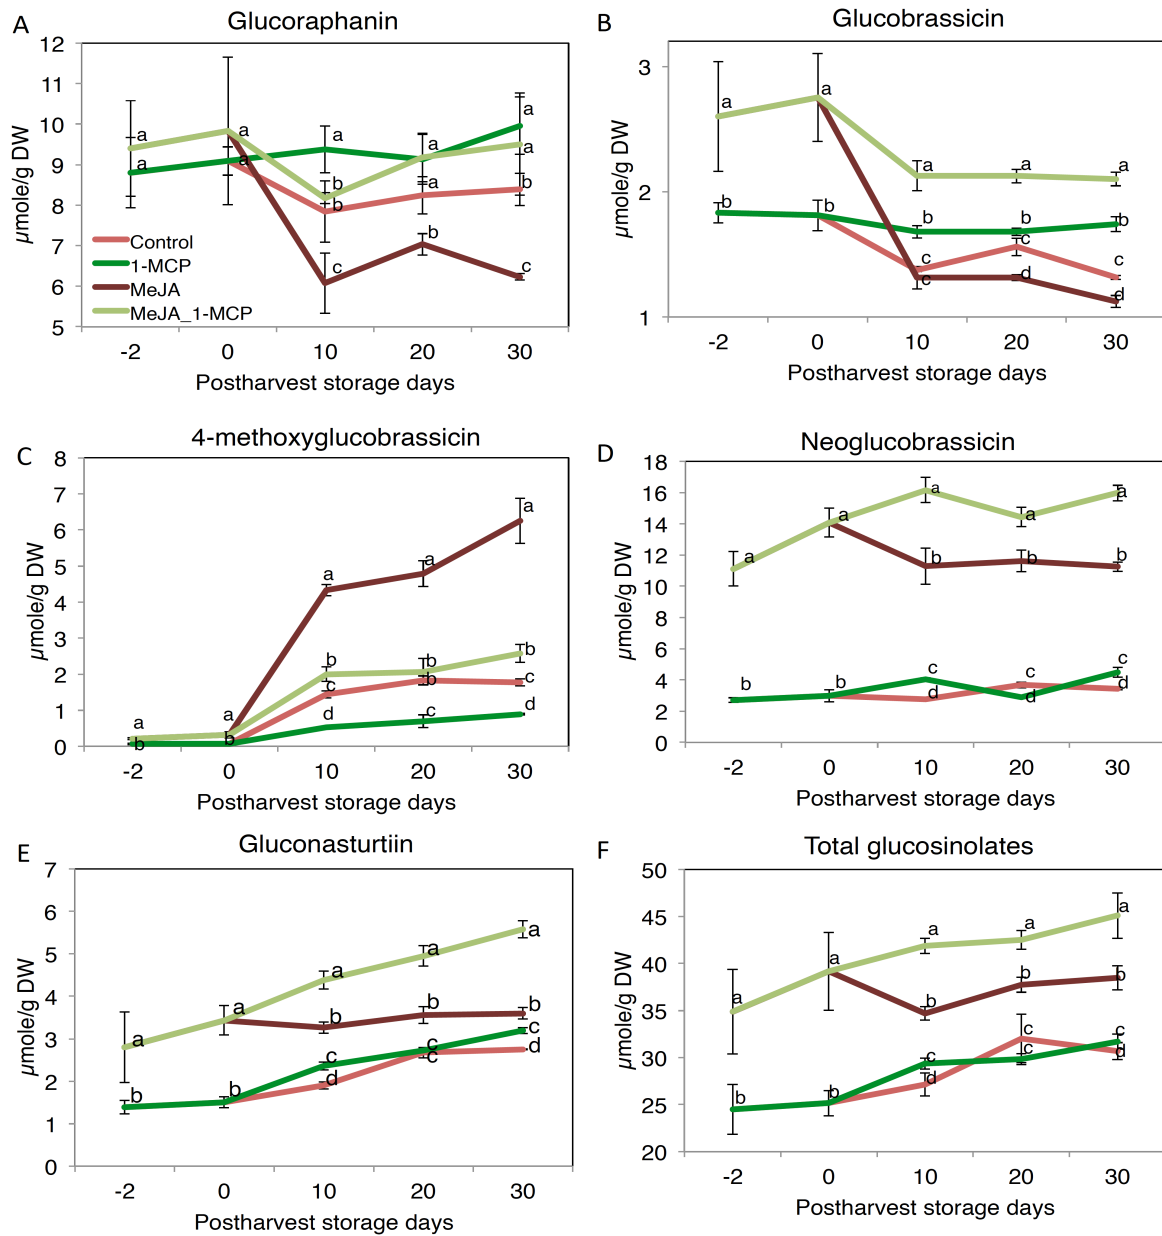 A
Glucoraphanin
12
11
10
9
8
7
6
5
µmole/g DW
a
a
a
a
a
b
b
c
a
a
b
a
a
b
c
Control
1-MCP
MeJA
MeJA_1-MCP
-2
0
10
20
30
Postharvest storage days
B
Glucobrassicin
3
2
1
µmole/g DW
a
b
a
b
a
b
c
c
a
b
c
d
a
b
c
d
-2
0
10
20
30
Postharvest storage days
C
4-methoxyglucobrassicin
8
7
6
5
4
3
2
1
0
µmole/g DW
a
b
a
b
a
b
c
d
a
b
b
c
a
b
c
d
-2
0
10
20
30
Postharvest storage days
D
Neoglucobrassicin
18
16
14
12
10
8
6
4
2
0
µmole/g DW
a
b
a
b
a
b
c
d
a
b
c
d
a
b
c
d
-2
0
10
20
30
Postharvest storage days
E
Gluconasturtiin
7
6
5
4
3
2
1
0
µmole/g DW
a
b
a
b
a
b
c
d
a
b
c
c
a
b
c
d
-2
0
10
20
30
Postharvest storage days
F
Total glucosinolates
50
45
40
35
30
25
20
µmole/g DW
a
b
a
b
a
b
c
d
a
b
c
c
a
b
c
d
-2
0
10
20
30
Postharvest storage days